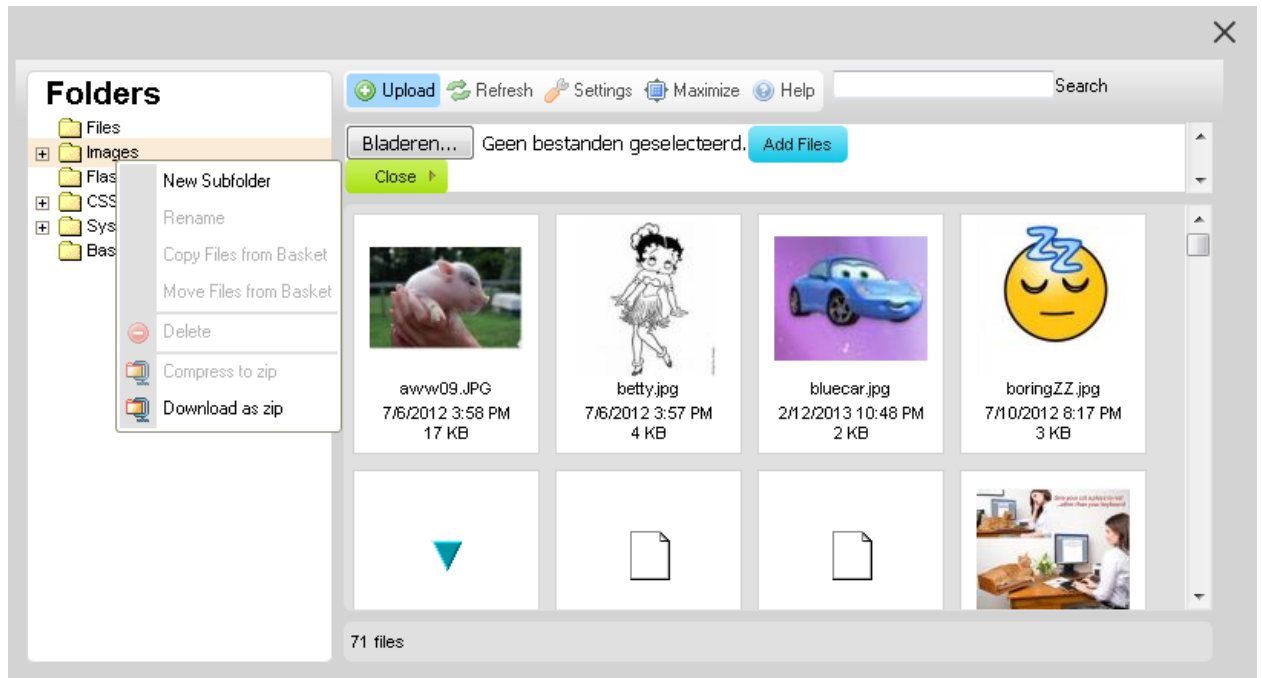 Folders
Files
Images
Flas
CSS
Sys
Bas
New Subfolder
Rename
Copy Files from Basket
Move Files from Basket
Delete
Compress to zip
Download as zip
Upload Refresh Settings Maximize Help Search
Bladeren... Geen bestanden geselecteerd. Add Files
Close
ZZ
aww09.JPG
7/6/2012 3:58 PM
17 KB
betty.jpg
7/6/2012 3:57 PM
4 KB
bluecar.jpg
2/12/2013 10:48 PM
2 KB
boringZZ.jpg
7/10/2012 8:17 PM
3 KB
71 files